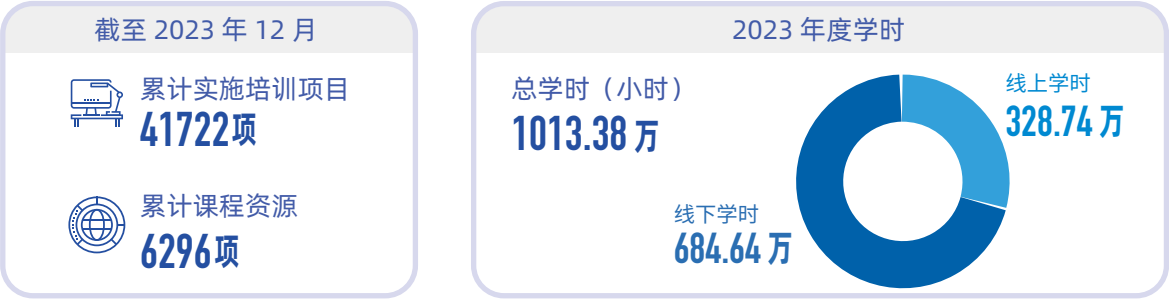 截至 2023 年 12 月
累计实施培训项目
41722项
累计课程资源
6296项
2023 年度学时
总学时（小时）
1013.38 万
线上学时
328.74 万
线下学时
684.64 万